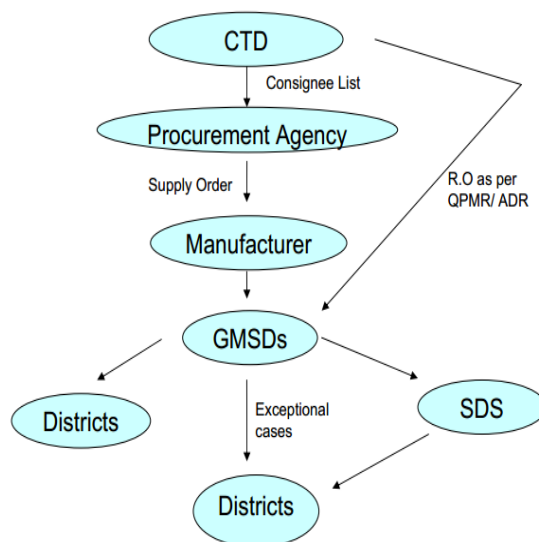 CTD
Consignee List
Procurement Agency
Supply Order
R.O as per
QPMR/ ADR
Manufacturer
GMSDs
Districts
Exceptional
cases
SDS
Districts